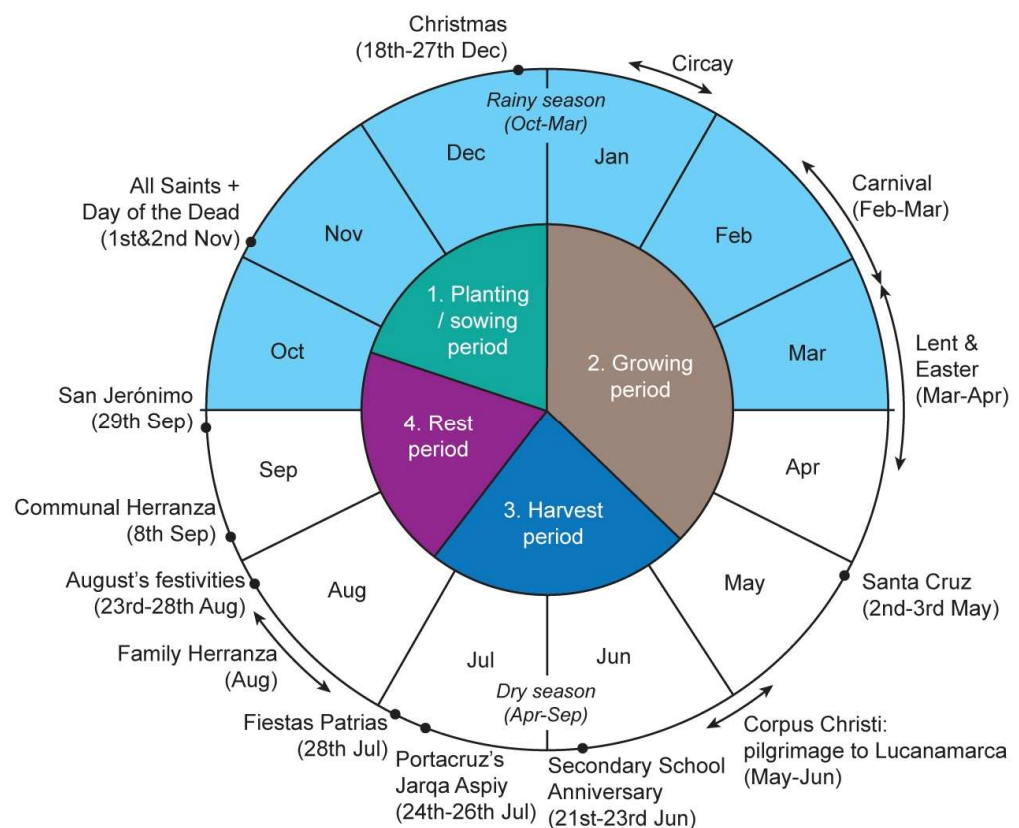 Christmas
(18th-27th Dec)
Circay
Rainy season
(Oct-Mar)
Dec
Jan
All Saints +
Day of the Dead
(1st&2nd Nov)
Carnival
(Feb-Mar)
Nov
Feb
1. Planting
/ sowing
period
Oct
Mar
2. Growing
period
Lent &
Easter
(Mar-Apr)
San Jerónimo
(29th Sep)
4. Rest
period
Sep
Apr
Communal Herranza
(8th Sep)
3. Harvest
period
August's festivities
(23rd-28th Aug)
Aug
May
Santa Cruz
(2nd-3rd May)
Family Herranza
(Aug)
Jul
Jun
Dry season
(Apr-Sep)
Fiestas Patrias
(28th Jul)
Portacruz's
Jarqa Aspiy
(24th-26th Jul)
Secondary School
Anniversary
(21st-23rd Jun)
Corpus Christi:
pilgrimage to Lucanamarca
(May-Jun)